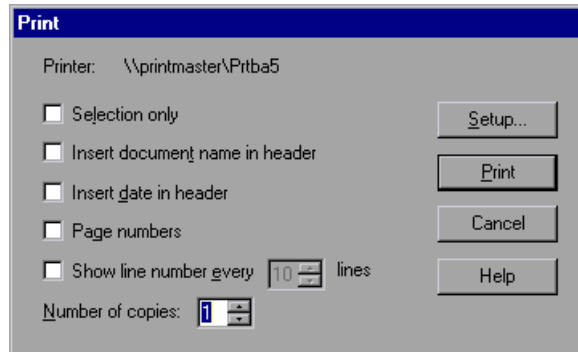 Print
Printer: \\printmaster\Prtba5
Selection only
Setup...
Insert document name in header
Print
Insert date in header
Page numbers
Cancel
Show line number every 10 lines
Help
Number of copies: 1